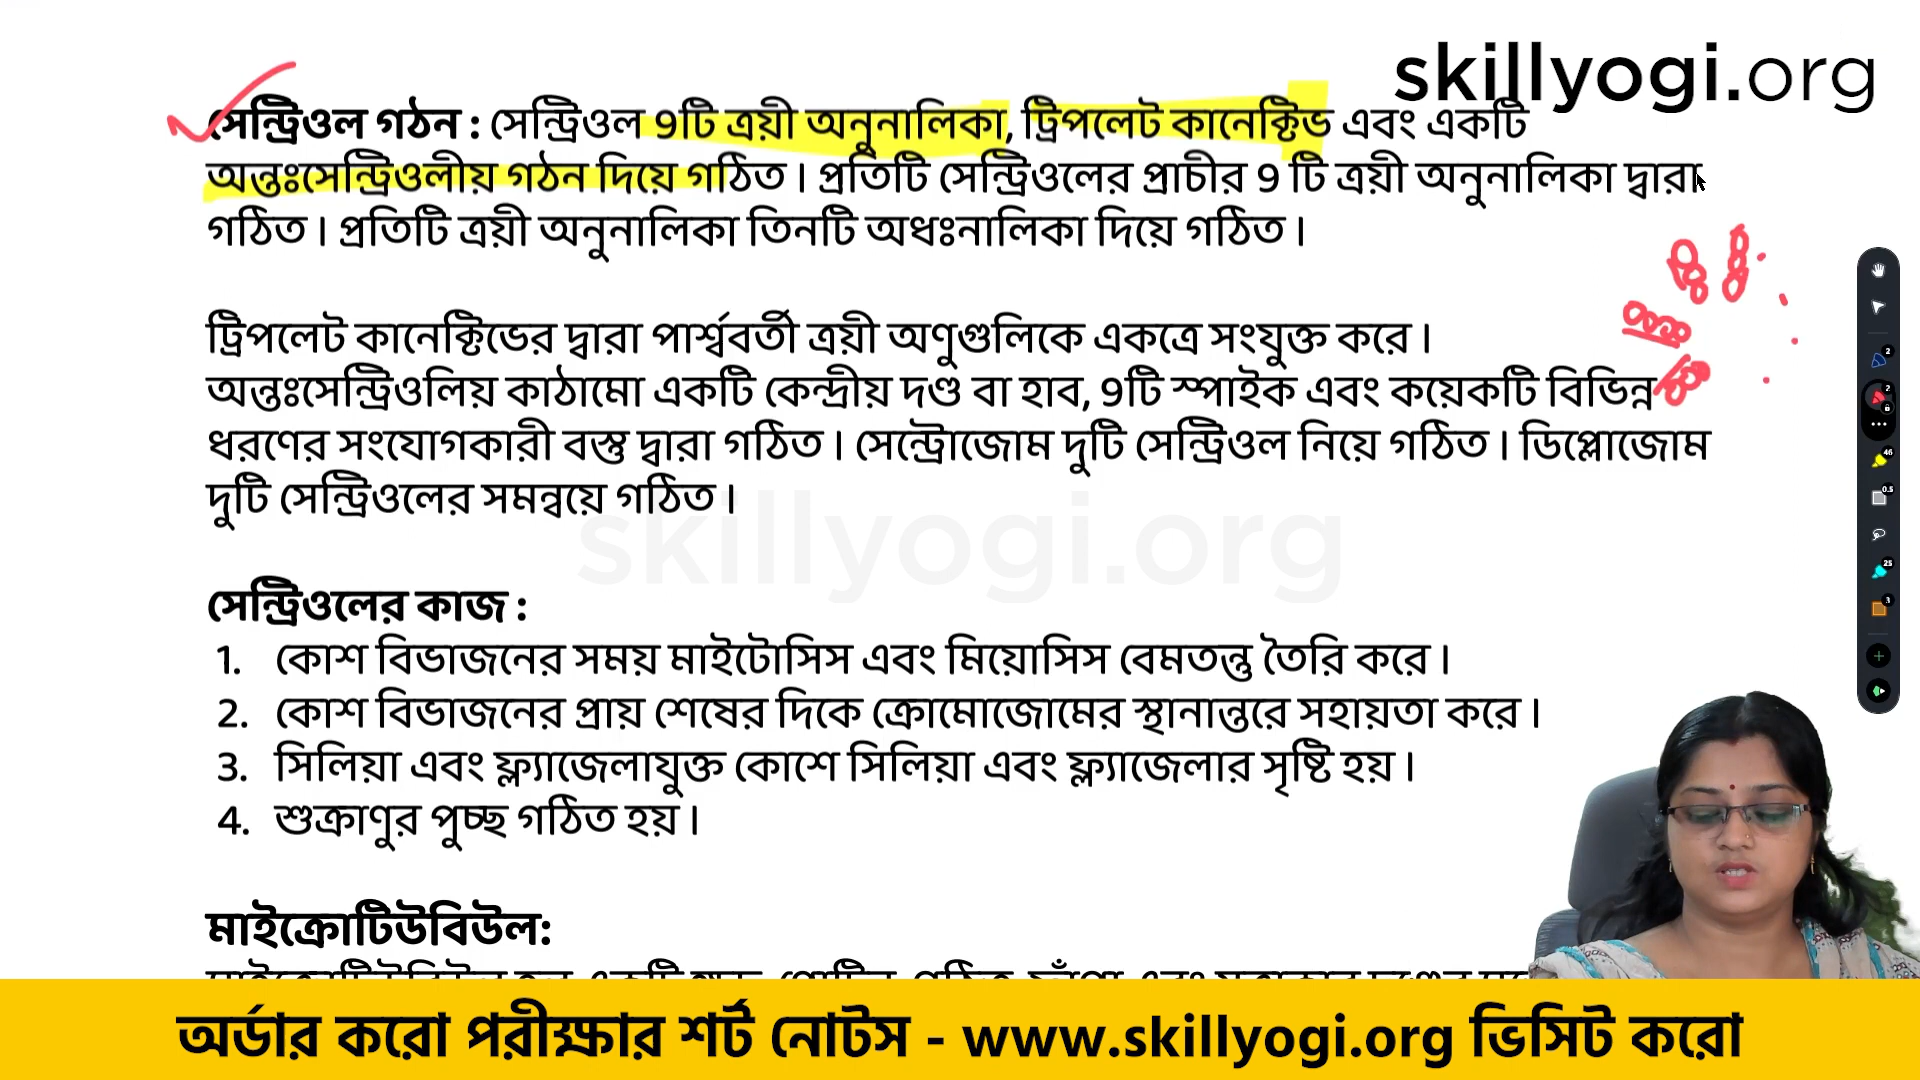 skillyogi.org
সেন্ট্রিওল গঠন : সেন্ট্রিওল 9টি ত্রয়ী অনুনালিকা, ট্রিপলেট কানেক্টিভ এবং একটি
অন্তঃসেন্ট্রিওলীয় গঠন দিয়ে গঠিত । প্রতিটি সেন্ট্রিওলের প্রাচীর 9 টি ত্রয়ী অনুনালিকা দ্বারা
গঠিত । প্রতিটি ত্রয়ী অনুনালিকা তিনটি অধঃনালিকা দিয়ে গঠিত ।
ট্রিপলেট কানেক্টিভের দ্বারা পার্শ্ববর্তী ত্রয়ী অণুগুলিকে একত্রে সংযুক্ত করে ।
অন্তঃসেন্ট্রিওলিয় কাঠামো একটি কেন্দ্রীয় দণ্ড বা হাব, 9টি স্পাইক এবং কয়েকটি বিভিন্ন
ধরণের সংযোগকারী বস্তু দ্বারা গঠিত । সেন্ট্রোজোম দুটি সেন্ট্রিওল নিয়ে গঠিত । ডিপ্লোজোম
দুটি সেন্ট্রিওলের সমন্বয়ে গঠিত ।
skillyogi.org
সেন্ট্রিওলের কাজ :
1. কোশ বিভাজনের সময় মাইটোসিস এবং মিয়োসিস বেমতন্তু তৈরি করে ।
2. কোশ বিভাজনের প্রায় শেষের দিকে ক্রোমোজোমের স্থানান্তরে সহায়তা করে ।
3. সিলিয়া এবং ফ্ল্যাজেলাযুক্ত কোশে সিলিয়া এবং ফ্ল্যাজেলার সৃষ্টি হয় ।
4. শুক্রাণুর পুচ্ছ গঠিত হয় ।
মাইক্রোটিউবিউল:
অর্ডার করো পরীক্ষার শর্ট নোটস - www.skillyogi.org ভিসিট করো